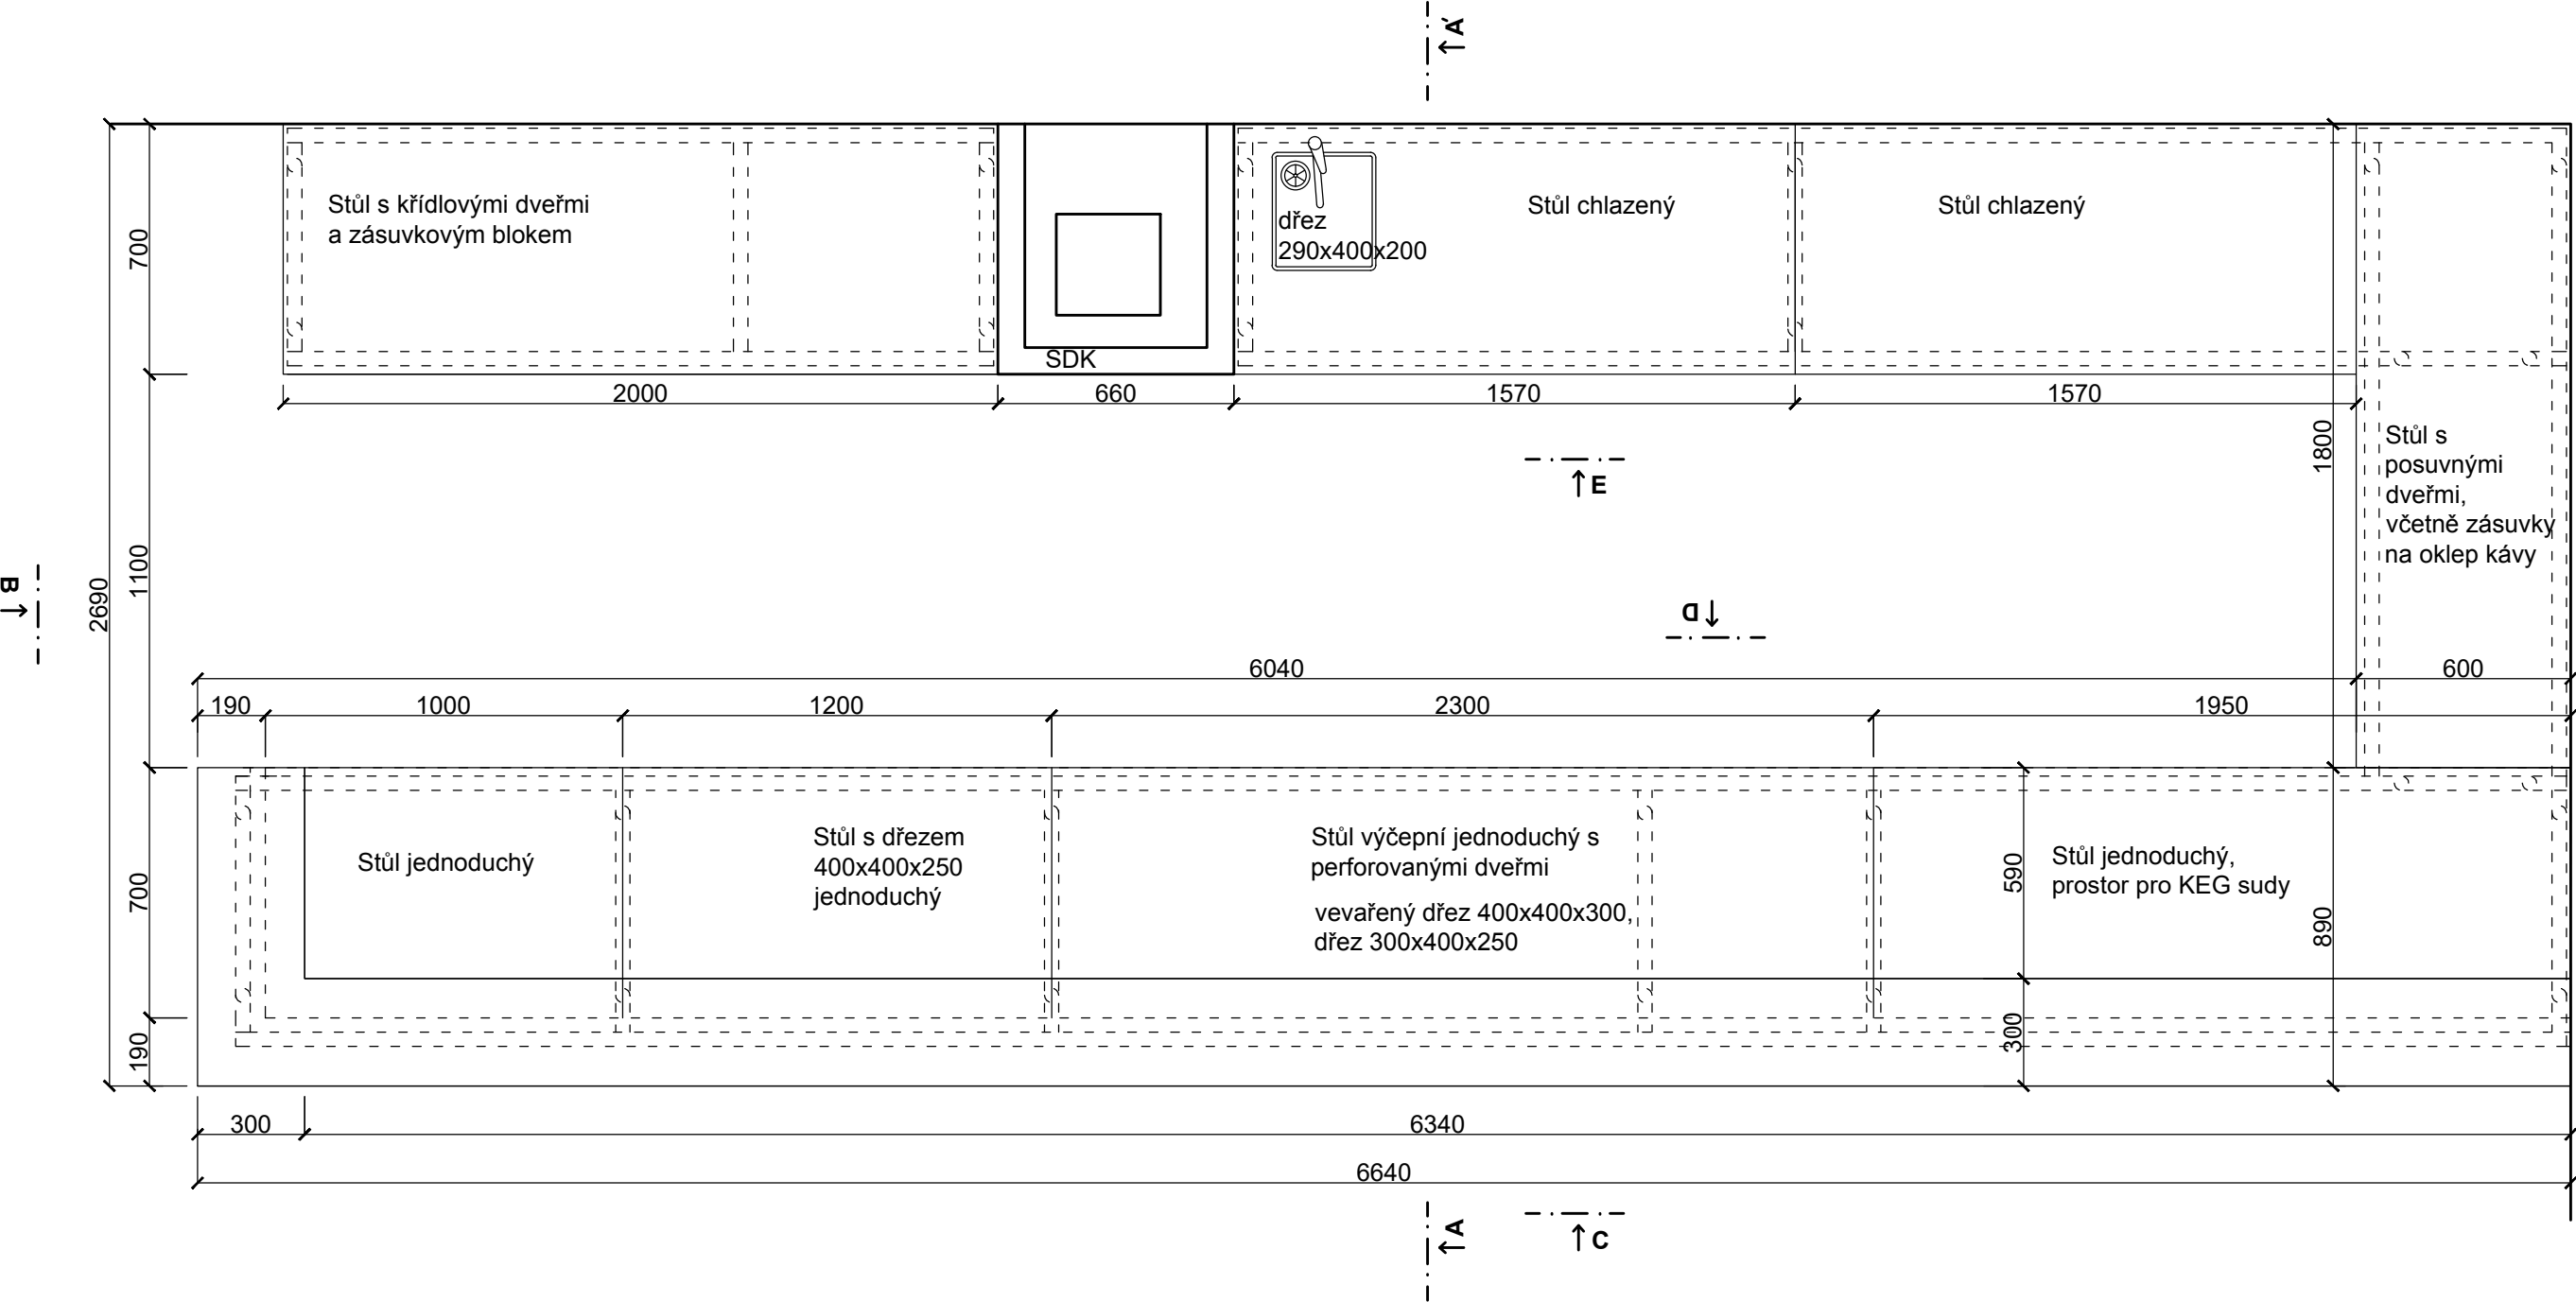 A'
Stůl s křídlovými dveřmi
a zásuvkovým blokem
dřez
290x400x200
Stůl chlazený
Stůl chlazený
700
SDK
2000
660
1570
1570
1800
Stůl s
posuvnými
dveřmi,
včetně zásuvky
na oklep kávy
E
1100
2690
B
D
6040
600
190
1000
1200
2300
1950
Stůl jednoduchý
Stůl s dřezem
400x400x250
jednoduchý
Stůl výčepní jednoduchý s
perforovanými dveřmi
vevařený dřez 400x400x300,
dřez 300x400x250
Stůl jednoduchý,
prostor pro KEG sudy
700
590
890
190
300
300
6340
6640
A
C